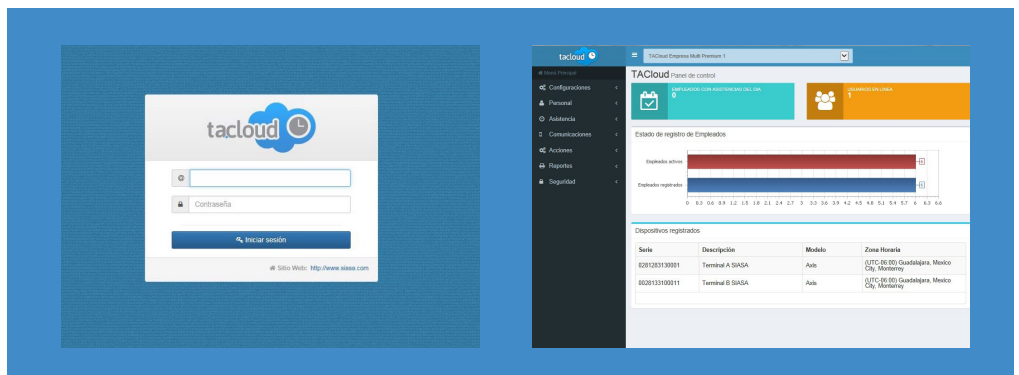 tacloud
@
Contraseña
Iniciar sesión
Sitio Web: http://www.siasa.com
tacloud
TACloud Empresa Multi Premium 1
Menú Principal
TACloud Panel de control
Configuraciones
Personal
Asistencia
Comunicaciones
Acciones
Reportes
Seguridad
EMPLEADOS CON ASISTENCIAS DEL DÍA
0
USUARIOS EN LINEA
1
Estado de registro de Empleados
Empleados activos
6
Empleados registrados
6
0 0.3 0.6 0.9 1.2 1.5 1.8 2.1 2.4 2.7 3 3.3 3.6 3.9 4.2 4.5 4.8 5.1 5.4 5.7 6 6.3 6.6
Dispositivos registrados
Serie Descripción Modelo Zona Horaria
0281283130001 Terminal A SIASA Axis (UTC-06:00) Guadalajara, Mexico
City, Monterrey
0028133100011 Terminal B SIASA Axis (UTC-06:00) Guadalajara, Mexico
City, Monterrey